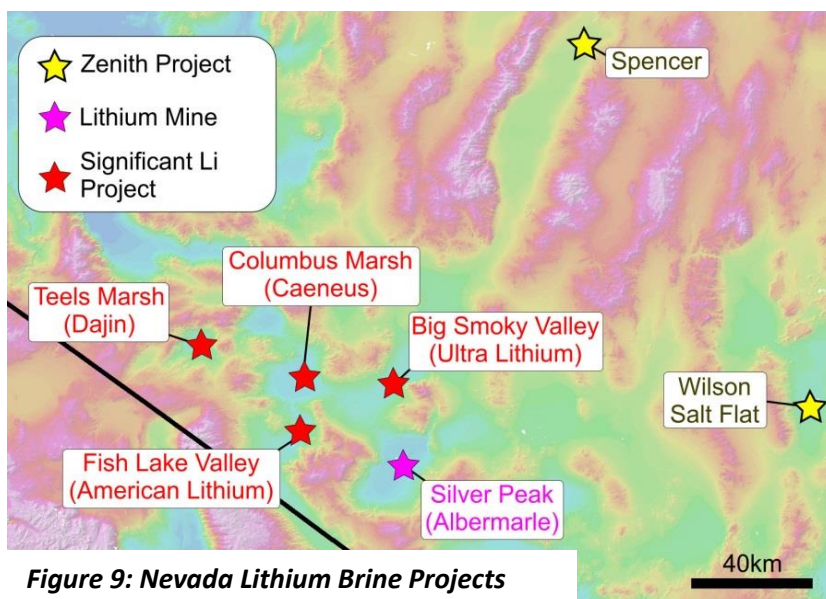 Zenith Project
Lithium Mine
Significant Li
Project
Spencer
Columbus Marsh
(Caeneus)
Teels Marsh
(Dajin)
Big Smoky Valley
(Ultra Lithium)
Wilson
Salt Flat
Fish Lake Valley
(American Lithium)
Silver Peak
(Albermarle)
40km
Figure 9: Nevada Lithium Brine Projects